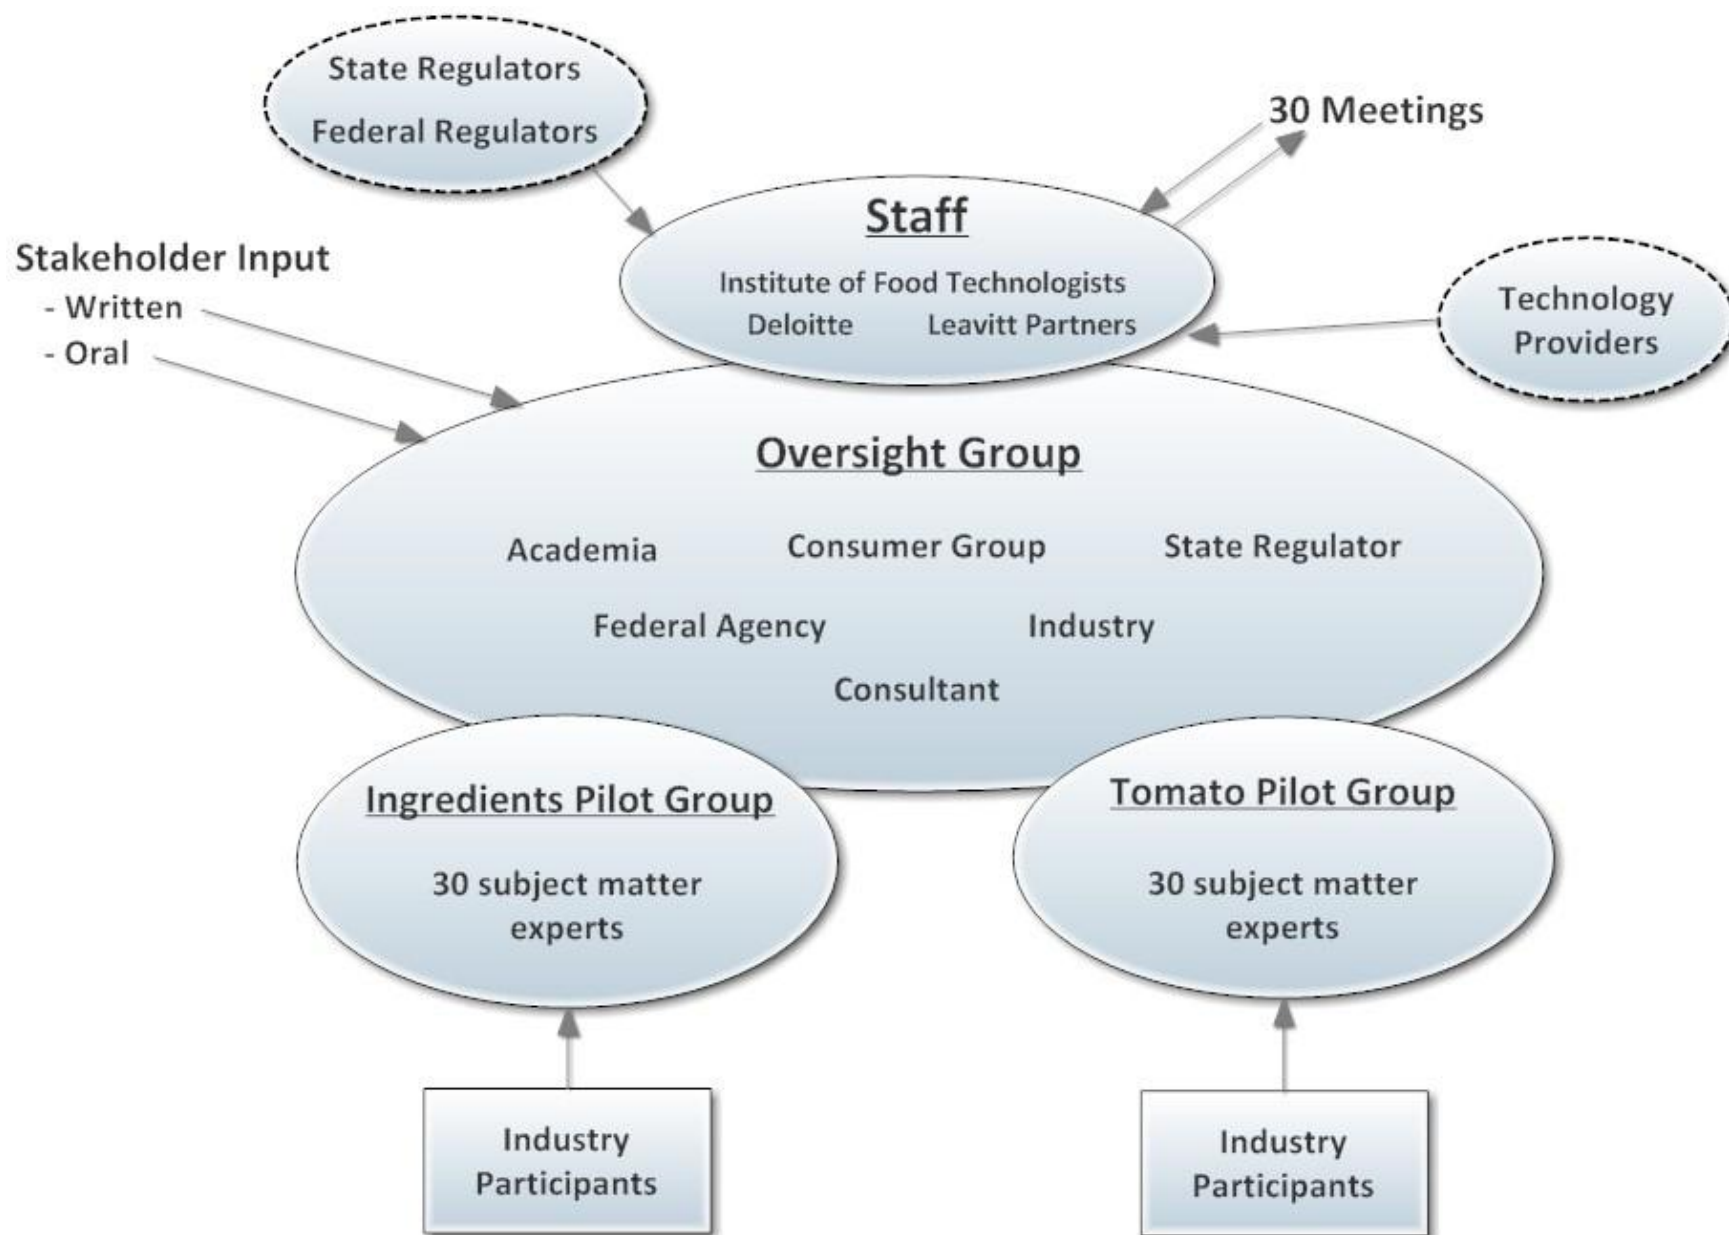 State Regulators
Federal Regulators
30 Meetings
Staff
Institute of Food Technologists
Deloitte Leavitt Partners
Stakeholder Input
- Written
- Oral
Technology
Providers
Oversight Group
Academia Consumer Group State Regulator
Federal Agency Industry
Consultant
Ingredients Pilot Group
30 subject matter
experts
Tomato Pilot Group
30 subject matter
experts
Industry
Participants
Industry
Participants